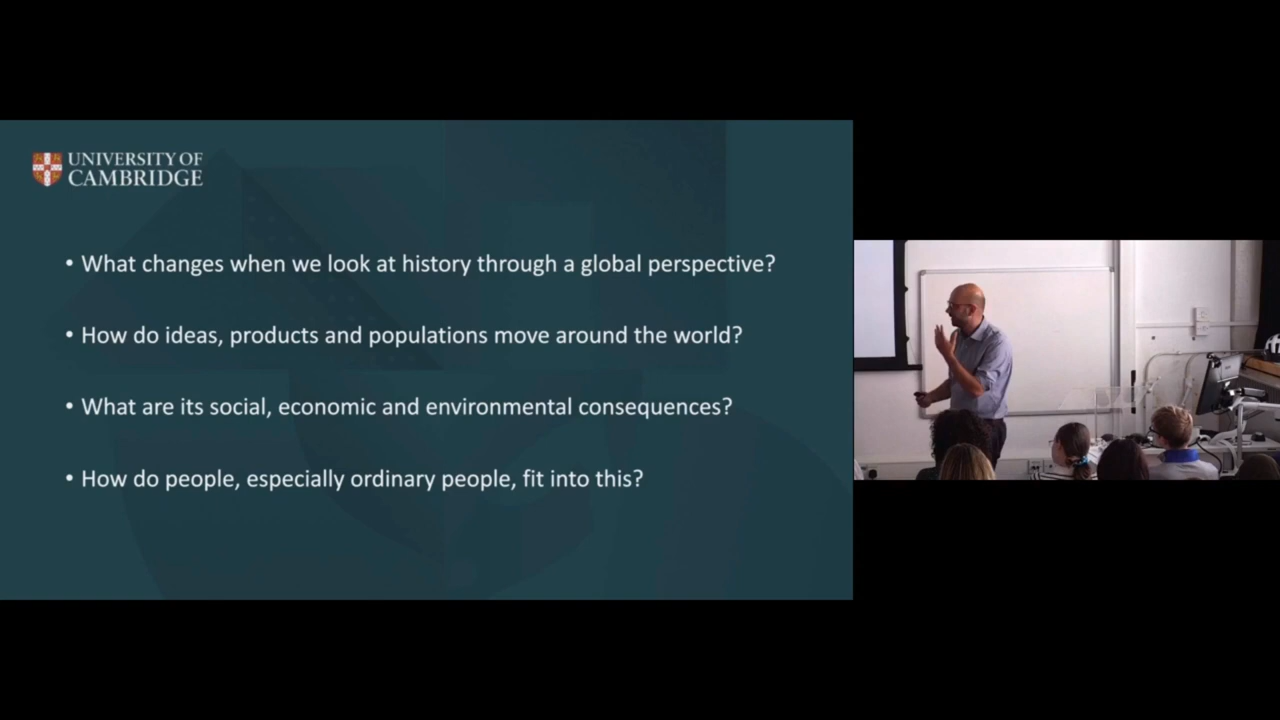 UNIVERSITY OF
CAMBRIDGE
• What changes when we look at history through a global perspective?
• How do ideas, products and populations move around the world?
• What are its social, economic and environmental consequences?
• How do people, especially ordinary people, fit into this?